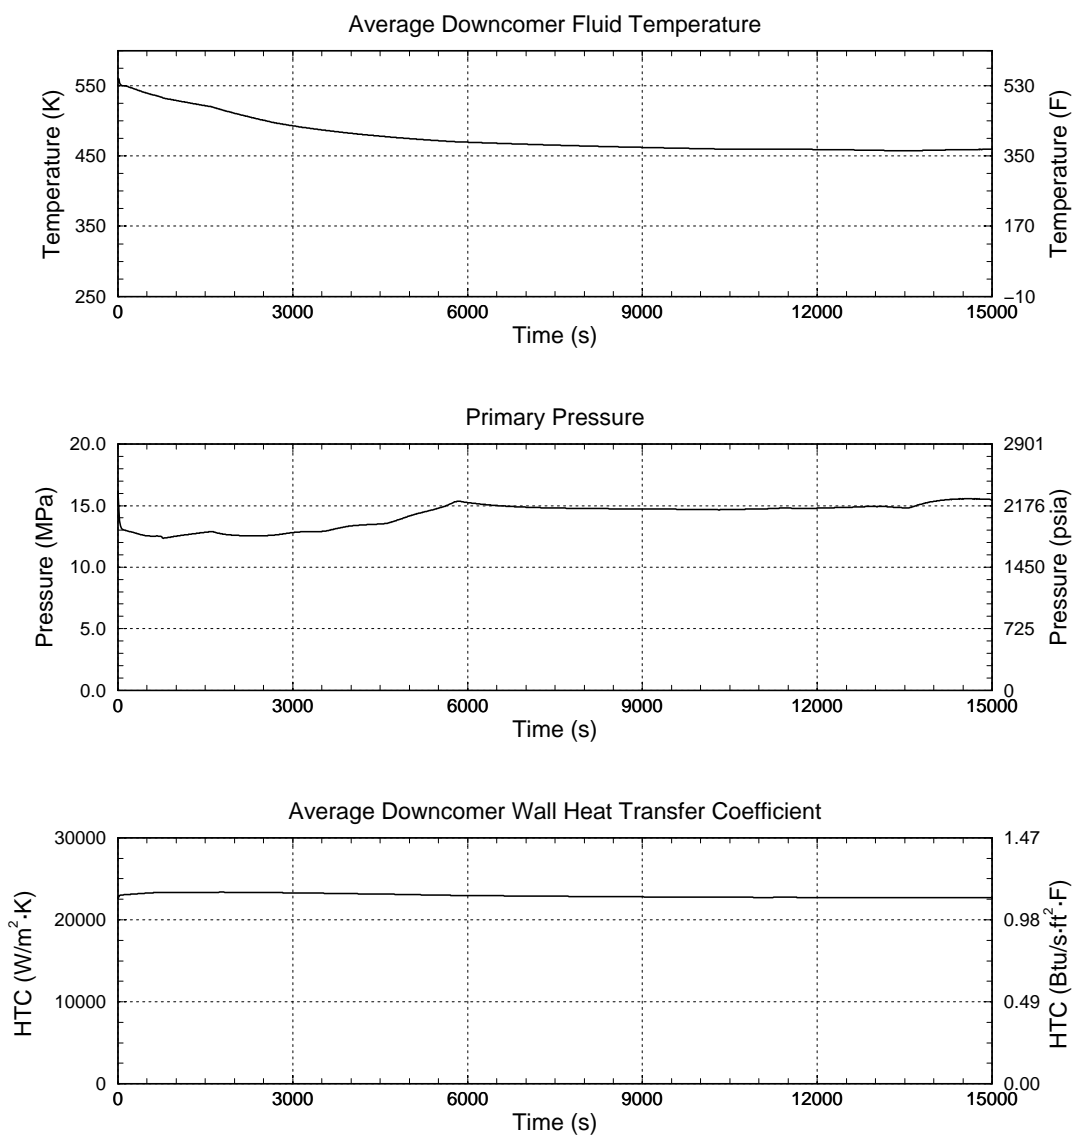 Average Downcomer Fluid Temperature
Temperature (K)
550
450
350
250
530
350
170
−10
Temperature (F)
0 3000 6000 9000 12000 15000
Time (s)
Primary Pressure
Pressure (MPa)
20.0
15.0
10.0
5.0
0.0
2901
2176
1450
725
0
Pressure (psia)
0 3000 6000 9000 12000 15000
Time (s)
Average Downcomer Wall Heat Transfer Coefficient
HTC (W/m²·K)
30000
20000
10000
0
1.47
0.98
0.49
0.00
HTC (Btu/s·ft²·F)
0 3000 6000 9000 12000 15000
Time (s)